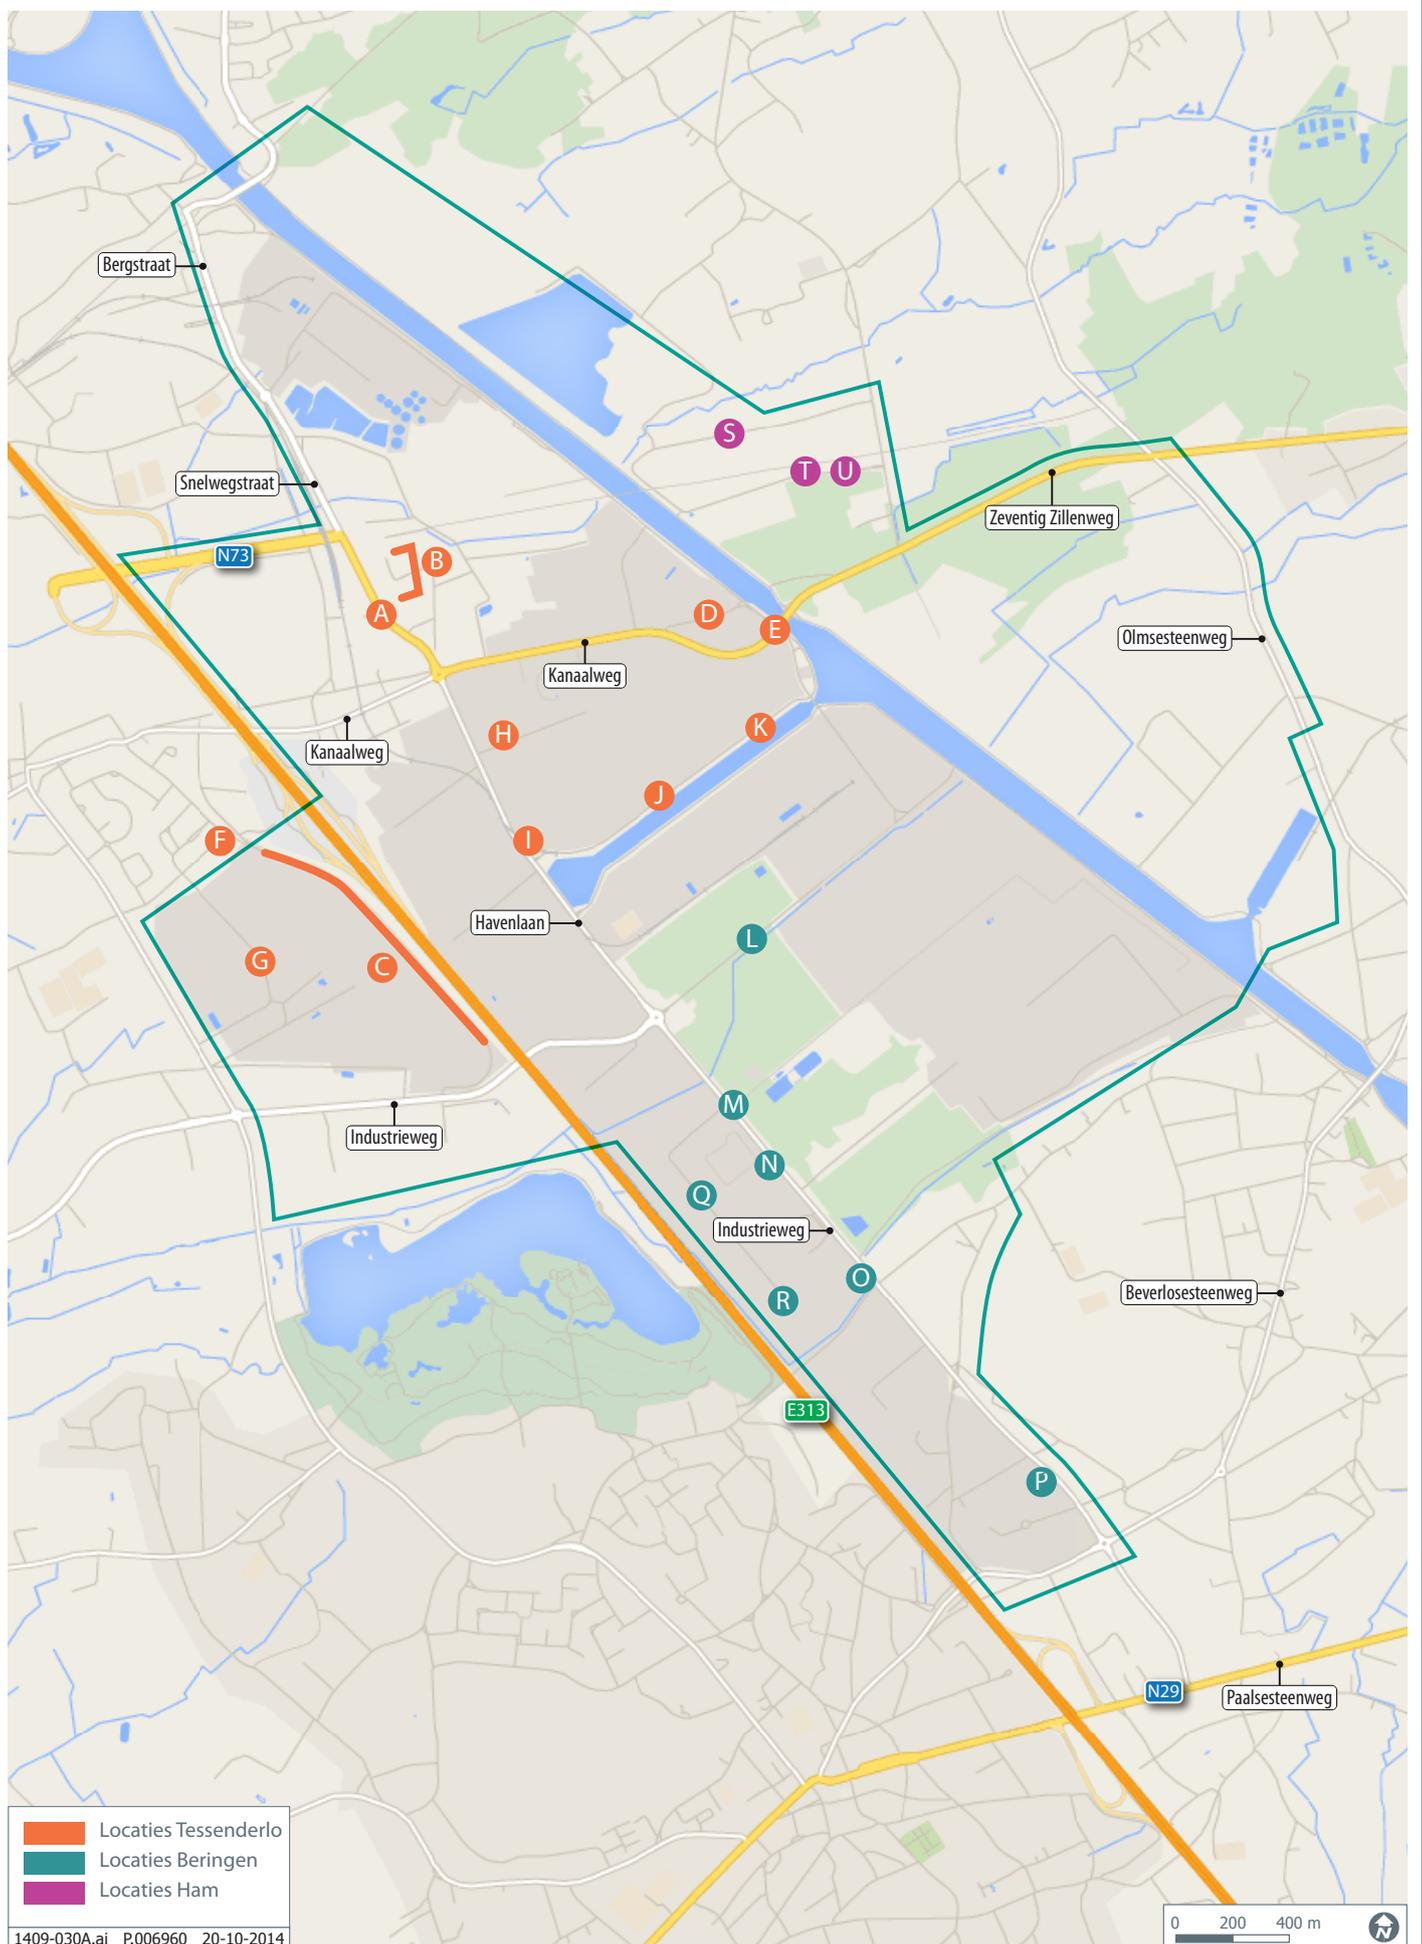 Bergstraat
S
Snelwegstraat
T
U
Zeventig Zillenweg
N73
B
A
D
E
Olmsesteenweg
Kanaalweg
H
K
Kanaalweg
J
F
I
Havenlaan
L
G
C
M
Industrieweg
N
Q
Industrieweg
O
R
Beverlosesteenweg
E313
P
N29
Paalsesteenweg
Locaties Tessenderlo
Locaties Beringen
Locaties Ham
0 200 400 m
N
1409-030A.ai P.006960 20-10-2014